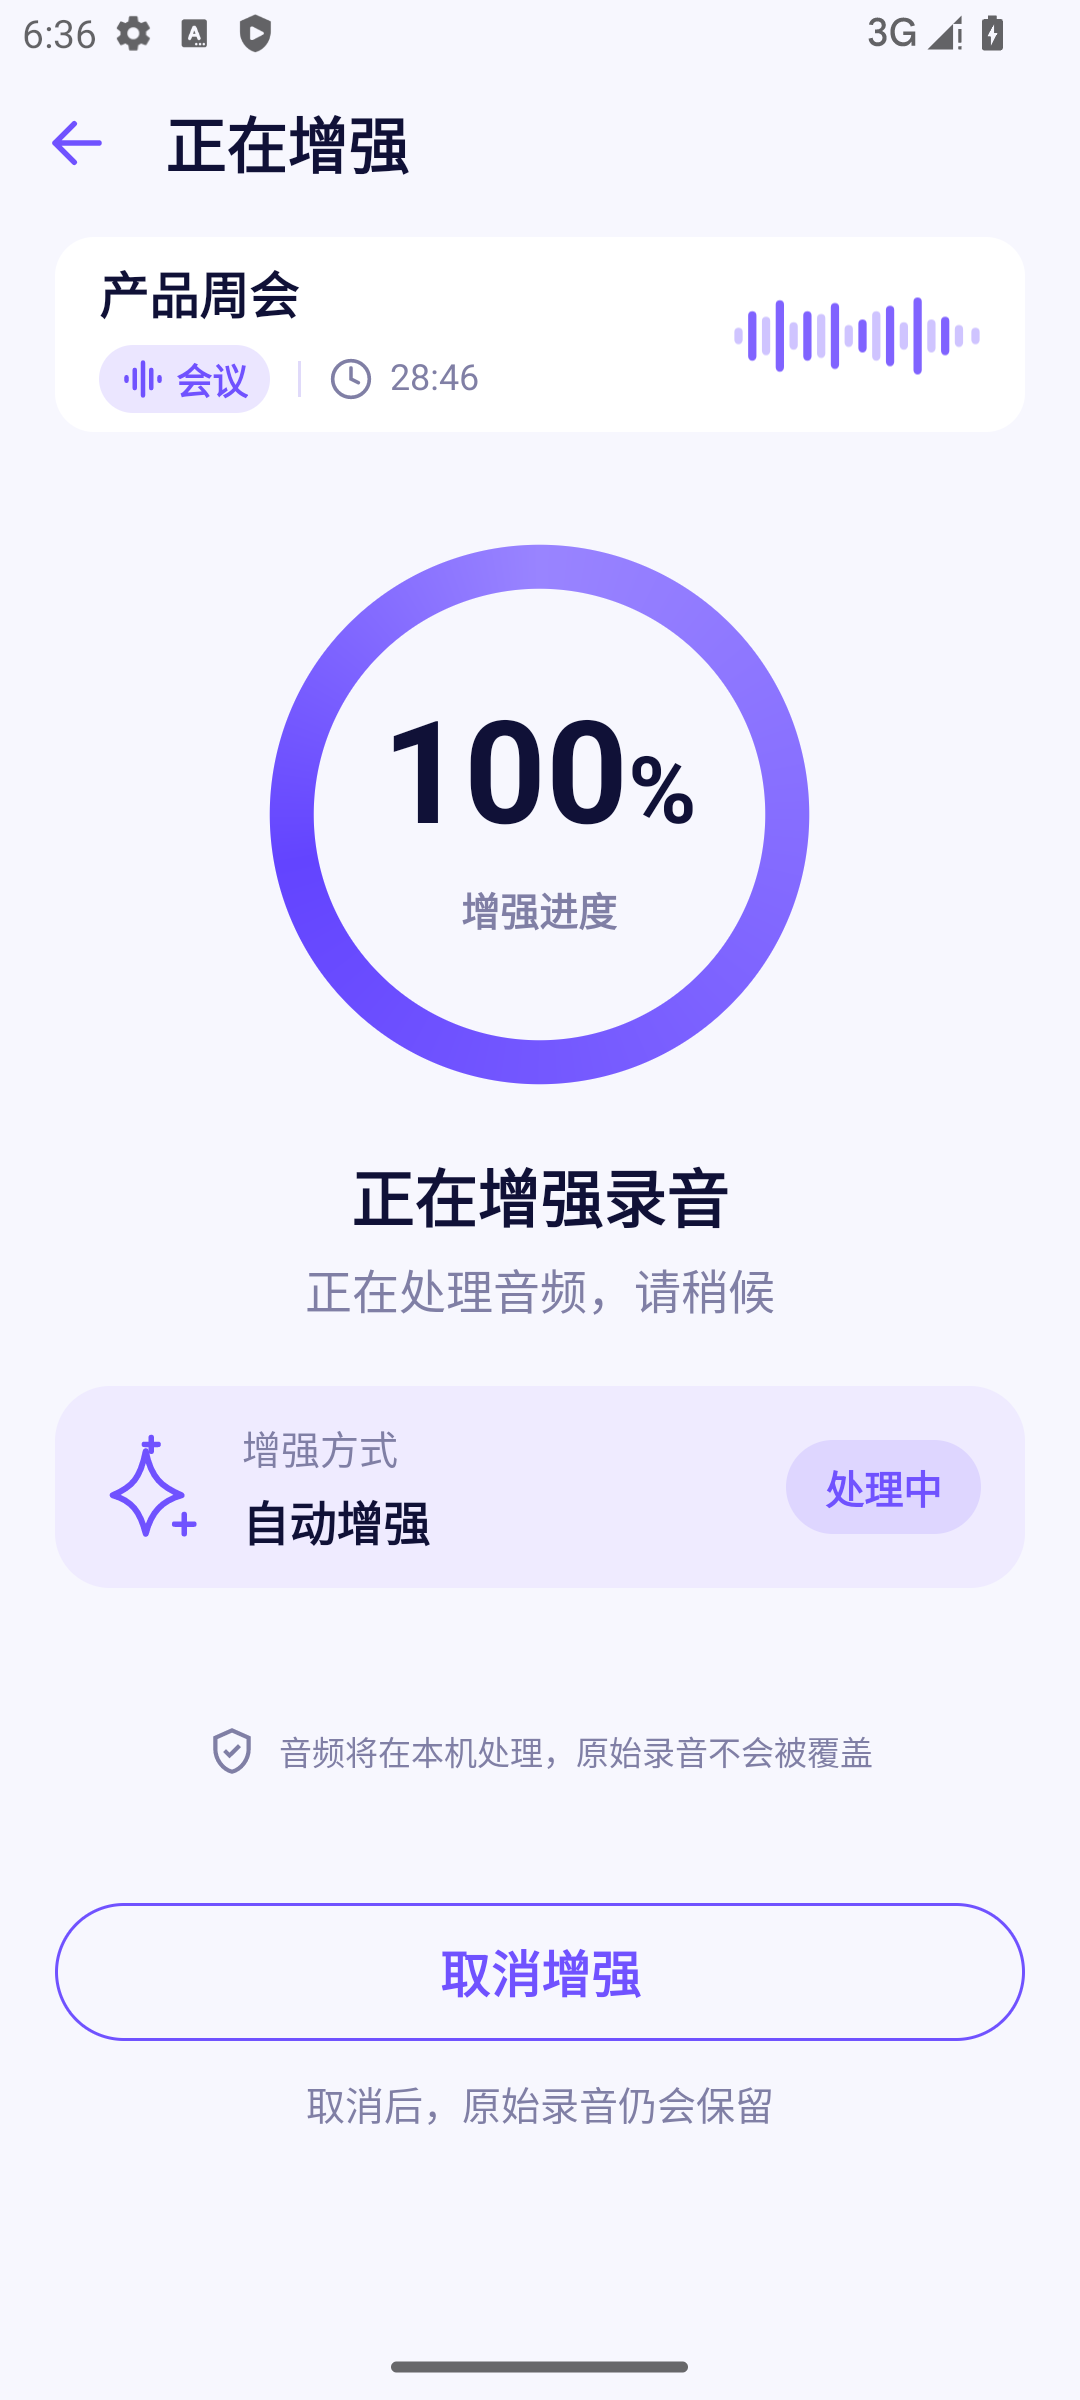 6:36
3G
正在增强
产品周会
会议
28:46
100%
增强进度
正在增强录音
正在处理音频，请稍候
增强方式
自动增强
处理中
音频将在本机处理，原始录音不会被覆盖
取消增强
取消后，原始录音仍会保留